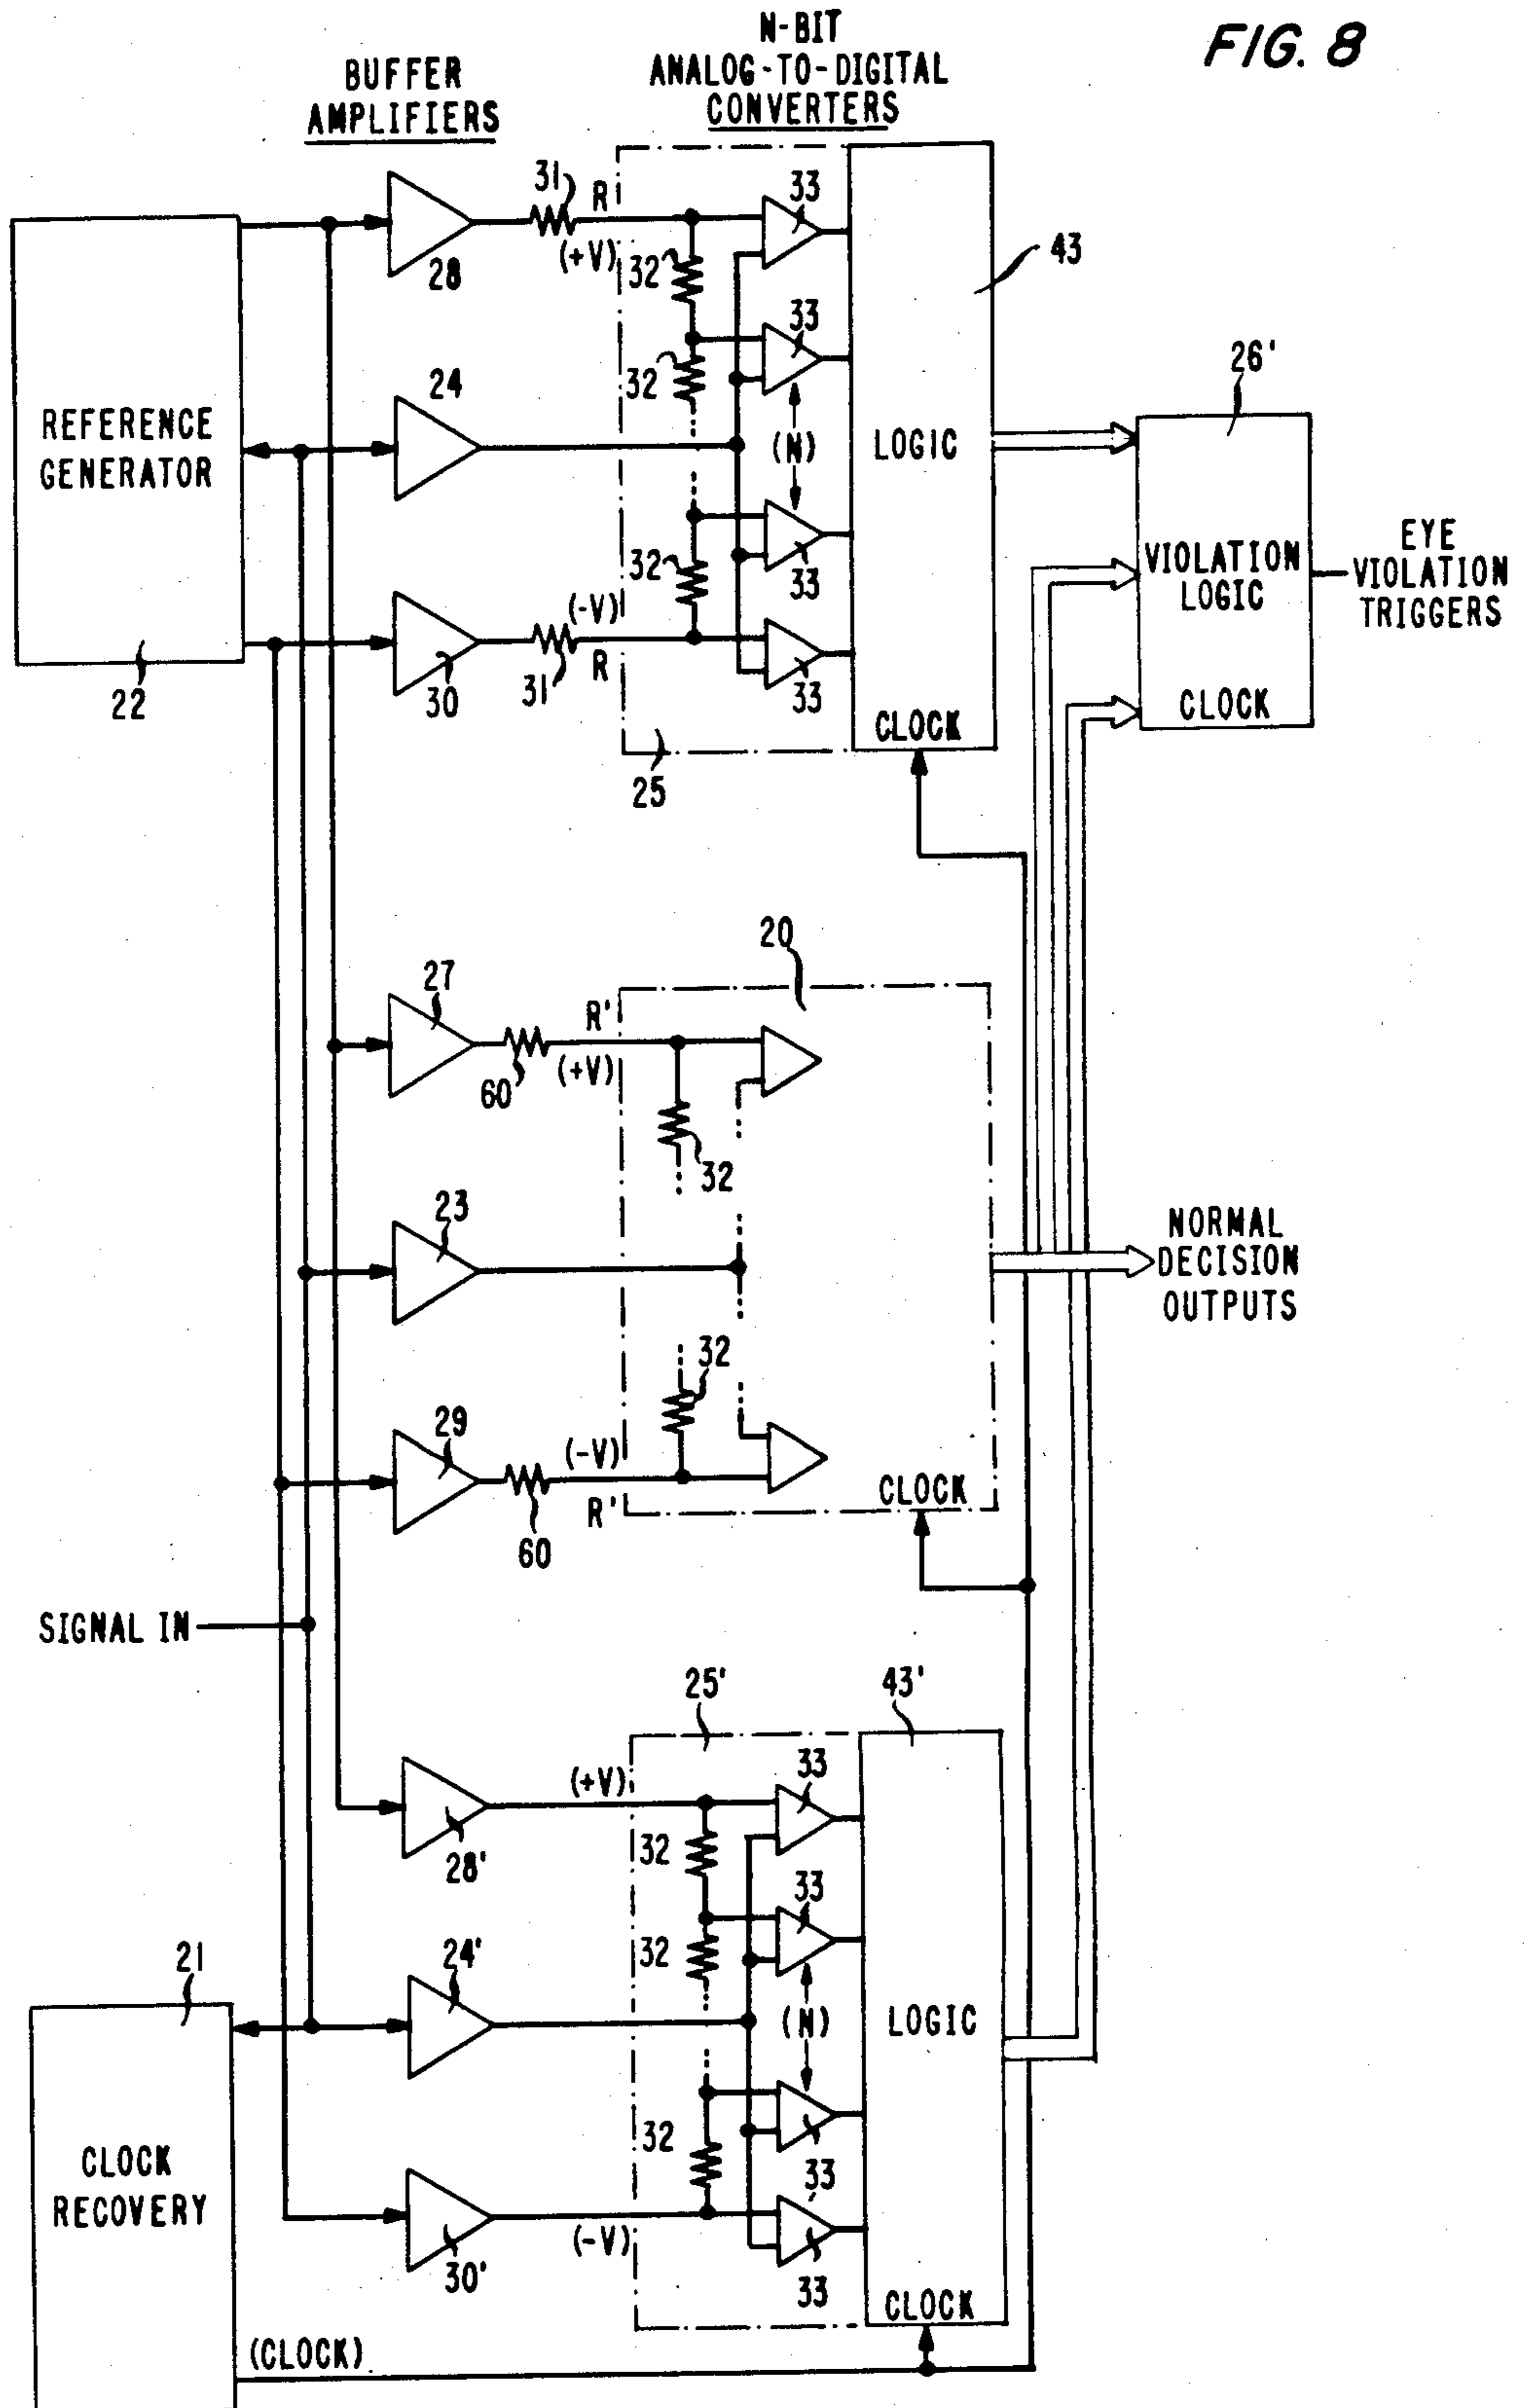 FIG. 8
N-BIT
ANALOG-TO-DIGITAL
CONVERTERS
BUFFER
AMPLIFIERS
31
R
(+V)
28
32
33
43
33
32
24
26'
REFERENCE
GENERATOR
(N)
LOGIC
VIOLATION
LOGIC
EYE
VIOLATION
TRIGGERS
32
33
(-V)
R
31
30
33
22
CLOCK
CLOCK
25
20
27
R'
(+V)
60
32
23
NORMAL
DECISION
OUTPUTS
32
29
(-V)
R'
60
CLOCK
SIGNAL IN
25'
43'
(+V)
33
28'
32
33
32
21
24'
(N)
LOGIC
32
33
CLOCK
RECOVERY
30'
(-V)
33
CLOCK
(CLOCK)